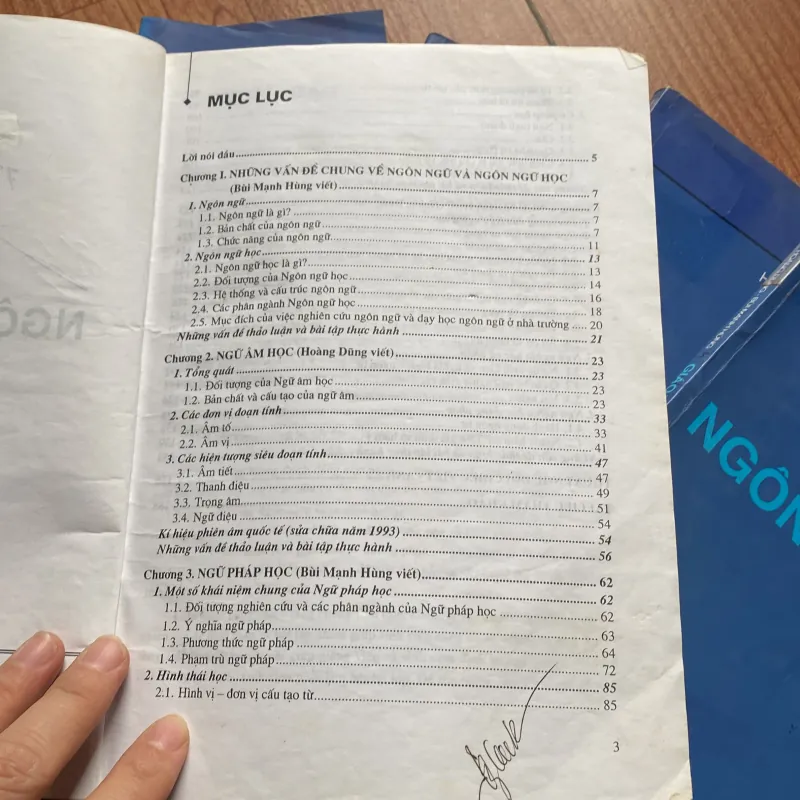 MỤC LỤC
Lời nói đầu ........ 5
Chương I. NHỮNG VẤN ĐỀ CHUNG VỀ NGÔN NGỮ VÀ NGÔN NGỮ HỌC
(Bùi Mạnh Hùng viết) ........ 7
1. Ngôn ngữ ........ 7
1.1. Ngôn ngữ là gì? ........ 7
1.2. Bản chất của ngôn ngữ ........ 7
1.3. Chức năng của ngôn ngữ ........ 11
2. Ngôn ngữ học ........ 13
2.1. Ngôn ngữ học là gì? ........ 13
2.2. Đối tượng của Ngôn ngữ học ........ 14
2.3. Hệ thống và cấu trúc ngôn ngữ ........ 16
2.4. Các phân ngành Ngôn ngữ học ........ 18
2.5. Mục đích của việc nghiên cứu ngôn ngữ và dạy học ngôn ngữ ở nhà trường ..... 20
Những vấn đề thảo luận và bài tập thực hành ........ 21
Chương 2. NGỮ ÂM HỌC (Hoàng Dũng viết) ........ 23
1. Tổng quát ........ 23
1.1. Đối tượng của Ngữ âm học ........ 23
1.2. Bản chất và cấu tạo của ngữ âm ........ 23
2. Các đơn vị đoạn tính ........ 33
2.1. Âm tố ........ 33
2.2. Âm vị ........ 41
3. Các hiện tượng siêu đoạn tính ........ 47
3.1. Âm tiết ........ 47
3.2. Thanh điệu ........ 49
3.3. Trọng âm ........ 51
3.4. Ngữ điệu ........ 54
Kí hiệu phiên âm quốc tế (sửa chữa năm 1993) ........ 54
Những vấn đề thảo luận và bài tập thực hành ........ 56
Chương 3. NGỮ PHÁP HỌC (Bùi Mạnh Hùng viết) ........ 62
1. Một số khái niệm chung của Ngữ pháp học ........ 62
1.1. Đối tượng nghiên cứu và các phân ngành của Ngữ pháp học ........ 62
1.2. Ý nghĩa ngữ pháp ........ 63
1.3. Phương thức ngữ pháp ........ 64
1.4. Phạm trù ngữ pháp ........ 72
2. Hình thái học ........ 85
2.1. Hình vị – đơn vị cấu tạo từ ........ 85
3
NGÔN